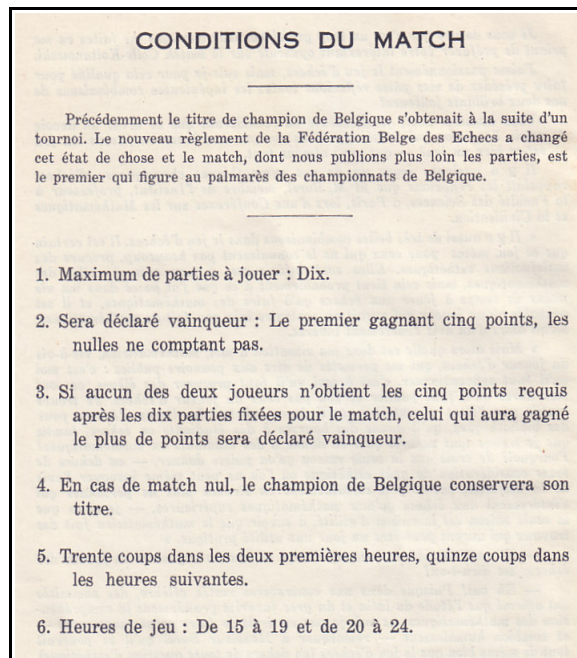 CONDITIONS DU MATCH
Précédemment le titre de champion de Belgique s'obtenait à la suite d'un
tournoi. Le nouveau règlement de la Fédération Belge des Echecs a changé
cet état de chose et le match, dont nous publions plus loin les parties, est
le premier qui figure au palmarès des championnats de Belgique.
1. Maximum de parties à jouer : Dix.
2. Sera déclaré vainqueur : Le premier gagnant cinq points, les
nulles ne comptant pas.
3. Si aucun des deux joueurs n'obtient les cinq points requis
après les dix parties fixées pour le match, celui qui aura gagné
le plus de points sera déclaré vainqueur.
4. En cas de match nul, le champion de Belgique conservera son
titre.
5. Trente coups dans les deux premières heures, quinze coups dans
les heures suivantes.
6. Heures de jeu : De 15 à 19 et de 20 à 24.